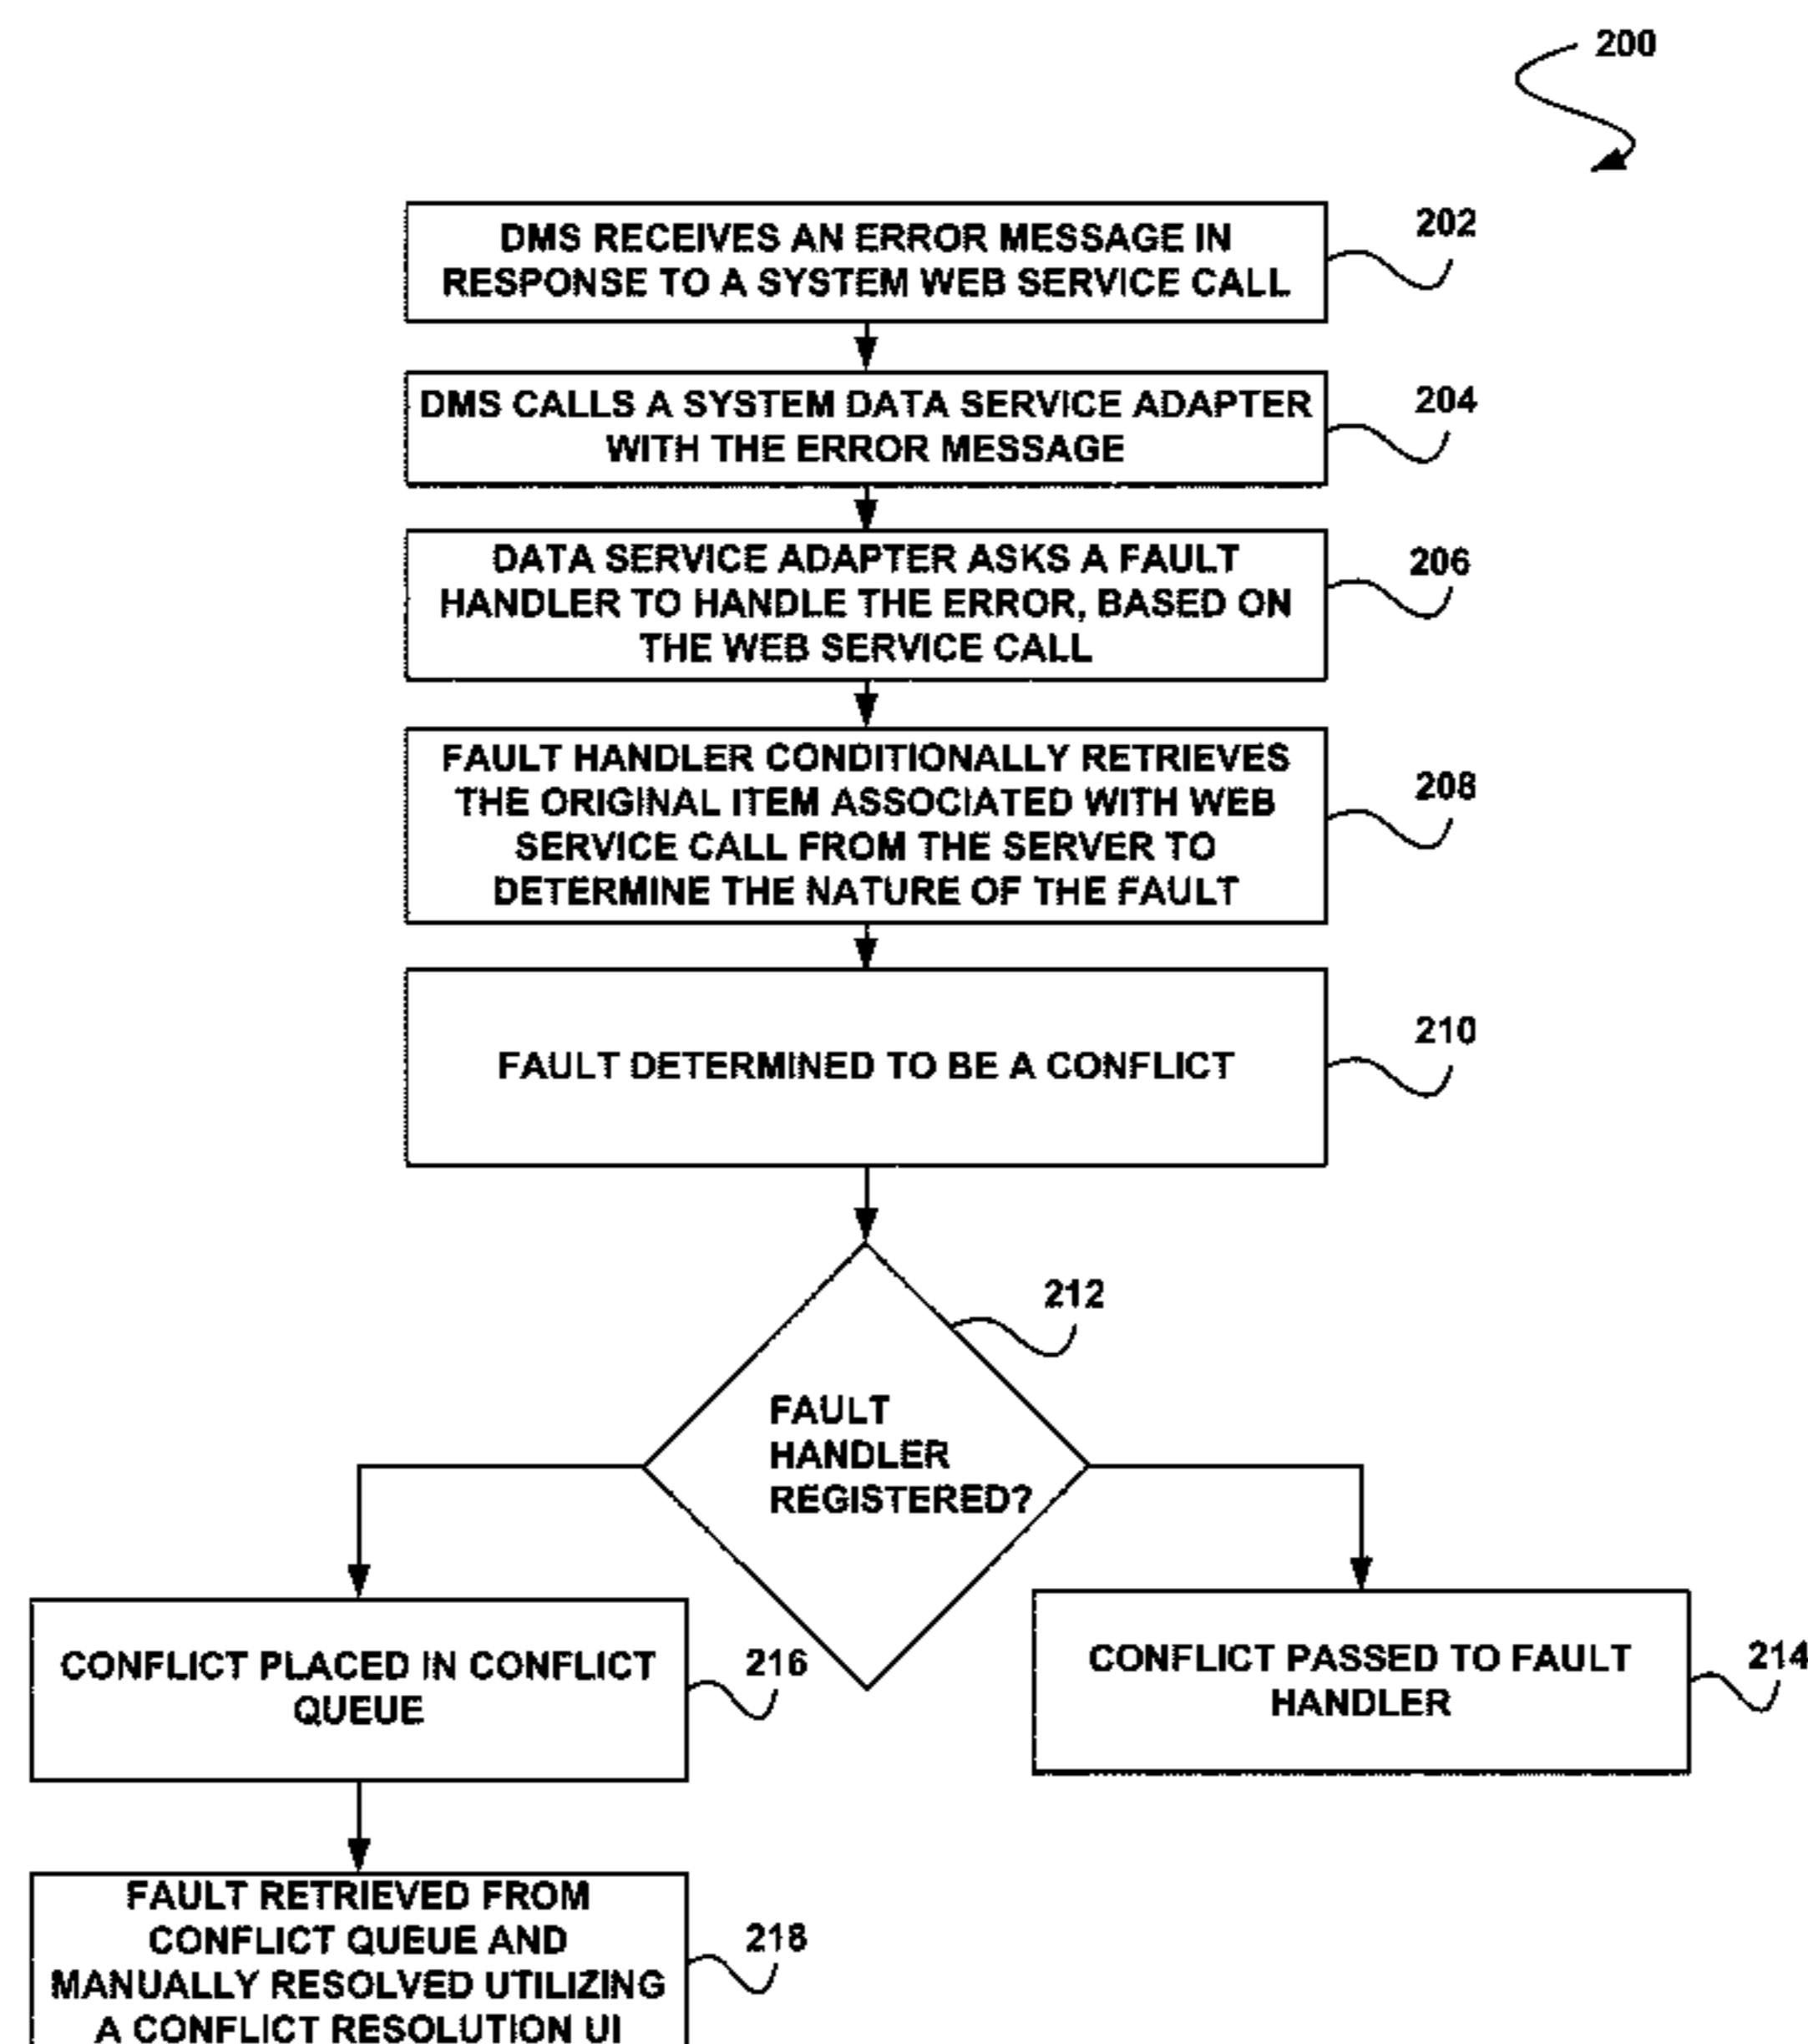 200
DMS RECEIVES AN ERROR MESSAGE IN
RESPONSE TO A SYSTEM WEB SERVICE CALL
202
DMS CALLS A SYSTEM DATA SERVICE ADAPTER
WITH THE ERROR MESSAGE
204
DATA SERVICE ADAPTER ASKS A FAULT
HANDLER TO HANDLE THE ERROR, BASED ON
THE WEB SERVICE CALL
206
FAULT HANDLER CONDITIONALLY RETRIEVES
THE ORIGINAL ITEM ASSOCIATED WITH WEB
SERVICE CALL FROM THE SERVER TO
DETERMINE THE NATURE OF THE FAULT
208
FAULT DETERMINED TO BE A CONFLICT
210
212
FAULT
HANDLER
REGISTERED?
CONFLICT PLACED IN CONFLICT
QUEUE
216
CONFLICT PASSED TO FAULT
HANDLER
214
FAULT RETRIEVED FROM
CONFLICT QUEUE AND
MANUALLY RESOLVED UTILIZING
A CONFLICT RESOLUTION UI
218